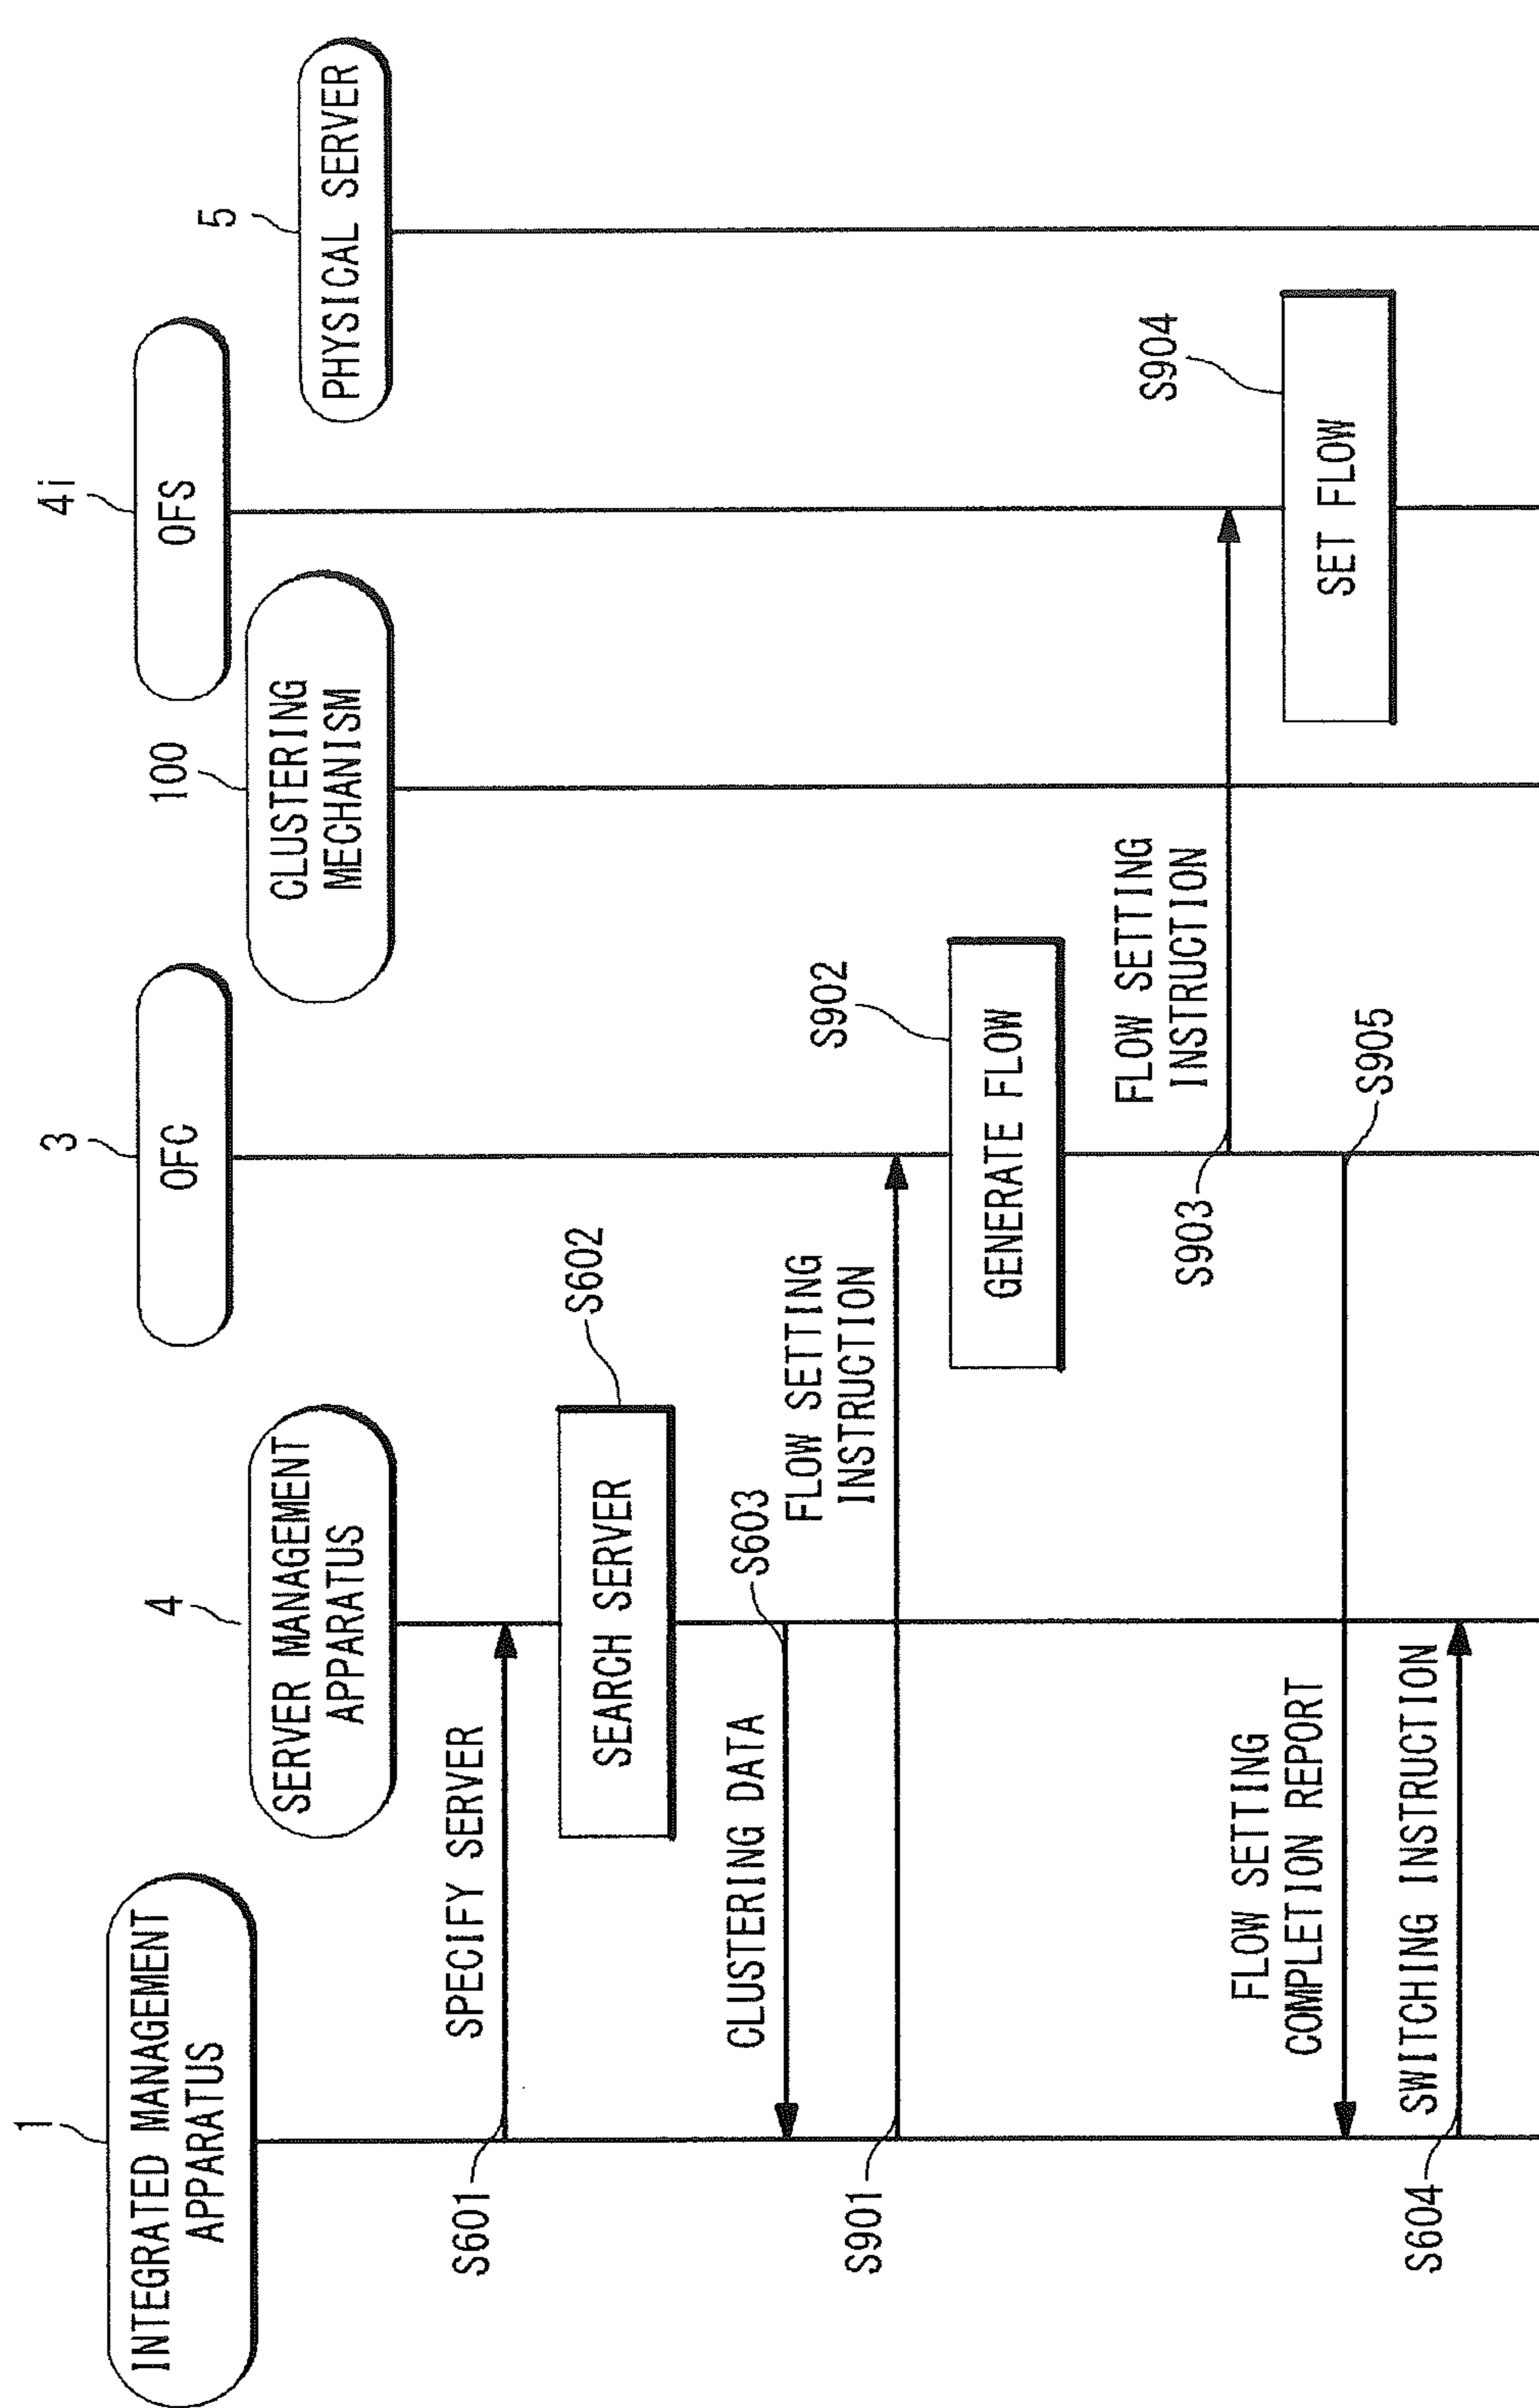 1
INTEGRATED MANAGEMENT
APPARATUS
4
SERVER MANAGEMENT
APPARATUS
3
OFC
100
CLUSTERING
MECHANISM
4i
OFS
5
PHYSICAL SERVER
S601
SPECIFY SERVER
SEARCH SERVER
S602
CLUSTERING DATA
S603
S901
FLOW SETTING
INSTRUCTION
GENERATE FLOW
S902
S903
FLOW SETTING
INSTRUCTION
SET FLOW
S904
FLOW SETTING
COMPLETION REPORT
S905
S604
SWITCHING INSTRUCTION